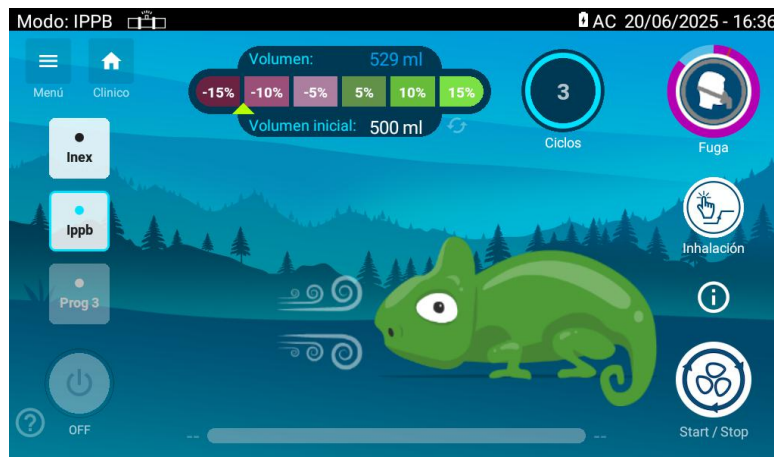 Modo: IPPB
AC 20/06/2025 - 16:36
Menú
Clinico
Volumen: 529 ml
-15% -10% -5% 5% 10% 15%
Volumen inicial: 500 ml
3
Ciclos
Fuga
Inex
Ippb
Prog 3
Inhalación
OFF
-- --
Start / Stop